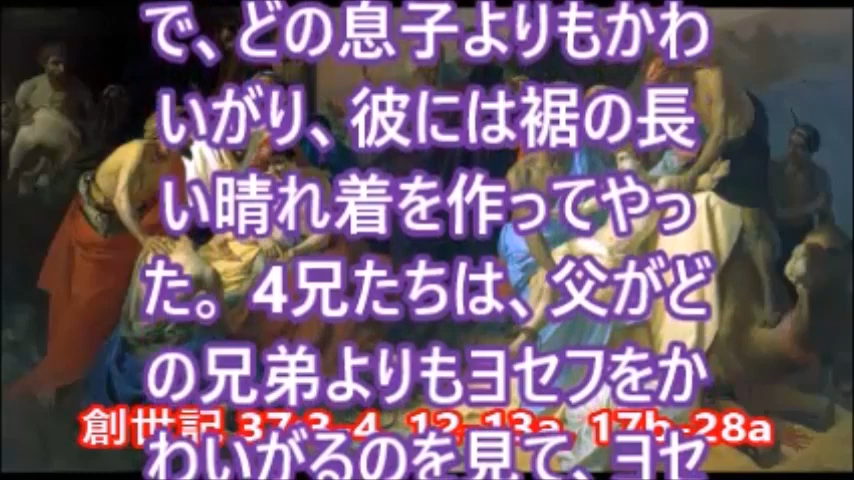 で、どの息子よりもかわ
いがり、彼には裾の長
い晴れ着を作ってやっ
た。4兄たちは、父がど
の兄弟よりもヨセフをか
創世記 37:3-4, 12-13a, 17b-28a
わいがるのを見て、ヨセ